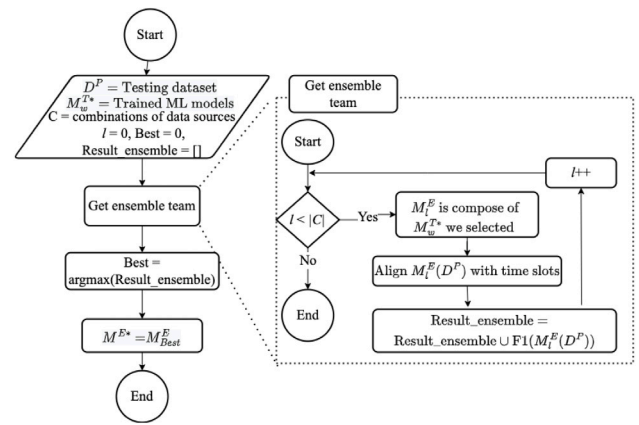 Start
D^P = Testing dataset
M_w^{T*} = Trained ML models
C = combinations of data sources
l = 0, Best = 0,
Result_ensemble = []
Get ensemble team
Best =
argmax(Result_ensemble)
M^{E*} = M_{Best}^E
End
Get ensemble
team
Start
l < |C|
Yes
No
End
M_l^E is compose of
M_w^{T*} we selected
Align M_l^E(D^P) with time slots
Result_ensemble =
Result_ensemble ∪ F1(M_l^E(D^P))
l++